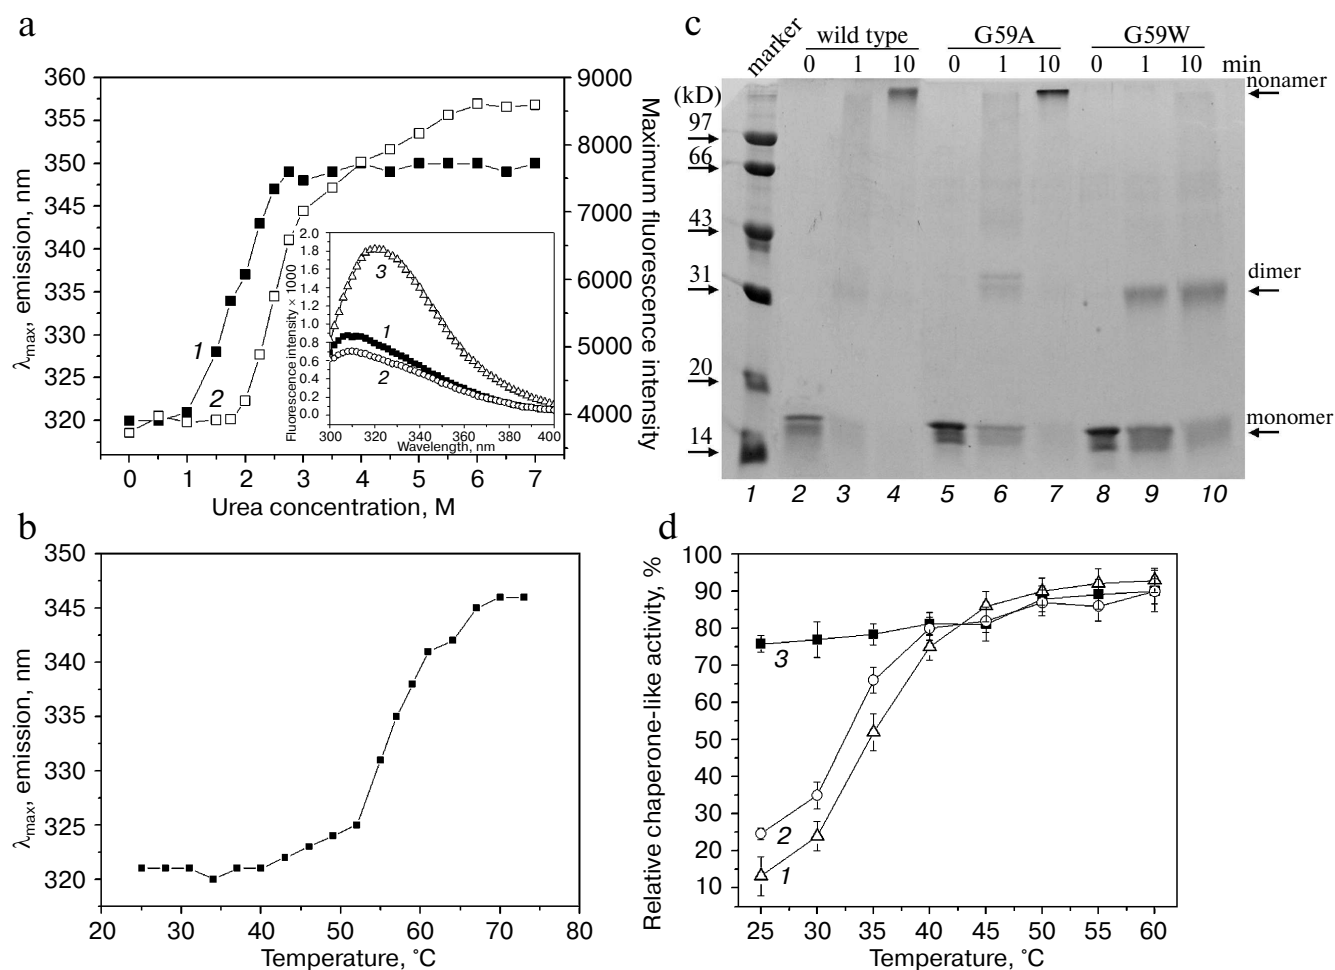 a
360
355
350
345
340
335
330
325
320
λmax, emission, nm
9000
8000
7000
6000
5000
4000
Maximum fluorescence intensity
1
2
0 1 2 3 4 5 6 7
Urea concentration, M
2.0
1.8
1.6
1.4
1.2
1.0
0.8
0.6
0.4
0.2
0.0
Fluorescence intensity × 1000
3
1
2
300 320 340 360 380 400
Wavelength, nm
b
350
345
340
335
330
325
320
λmax, emission, nm
20 30 40 50 60 70 80
Temperature, °C
c
marker
wild type G59A G59W
0 1 10 0 1 10 0 1 10 min
(kD)
97
66
43
31
20
14
nonamer
dimer
monomer
1 2 3 4 5 6 7 8 9 10
d
100
90
80
70
60
50
40
30
20
10
Relative chaperone-like activity, %
3
2
1
25 30 35 40 45 50 55 60
Temperature, °C